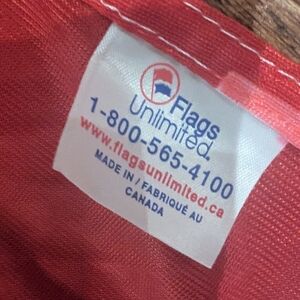 Flags
Unlimited.
1-800-565-4100
www.flagsunlimited.ca
MADE IN / FABRIQUÉ AU
CANADA